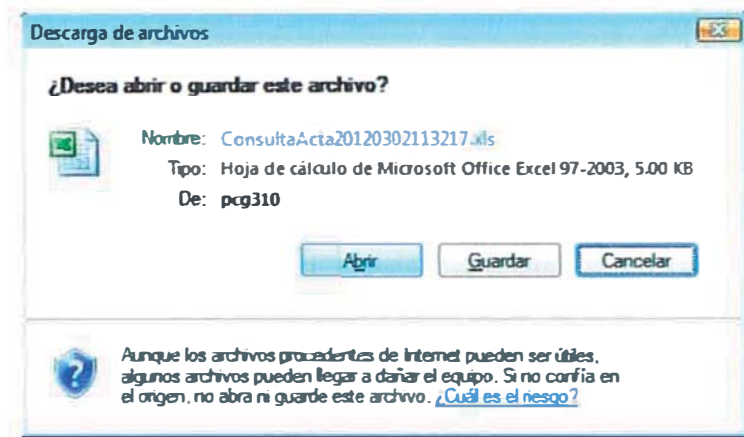 Descarga de archivos
¿Desea abrir o guardar este archivo?
Nombre: ConsultaActa20120302113217.xls
Tipo: Hoja de cálculo de Microsoft Office Excel 97-2003, 5.00 KB
De: pcg310
Abrir Guardar Cancelar
Aunque los archivos procedentes de Internet pueden ser útiles,
algunos archivos pueden llegar a dañar el equipo. Si no confía en
el origen, no abra ni guarde este archivo. ¿Cuál es el riesgo?